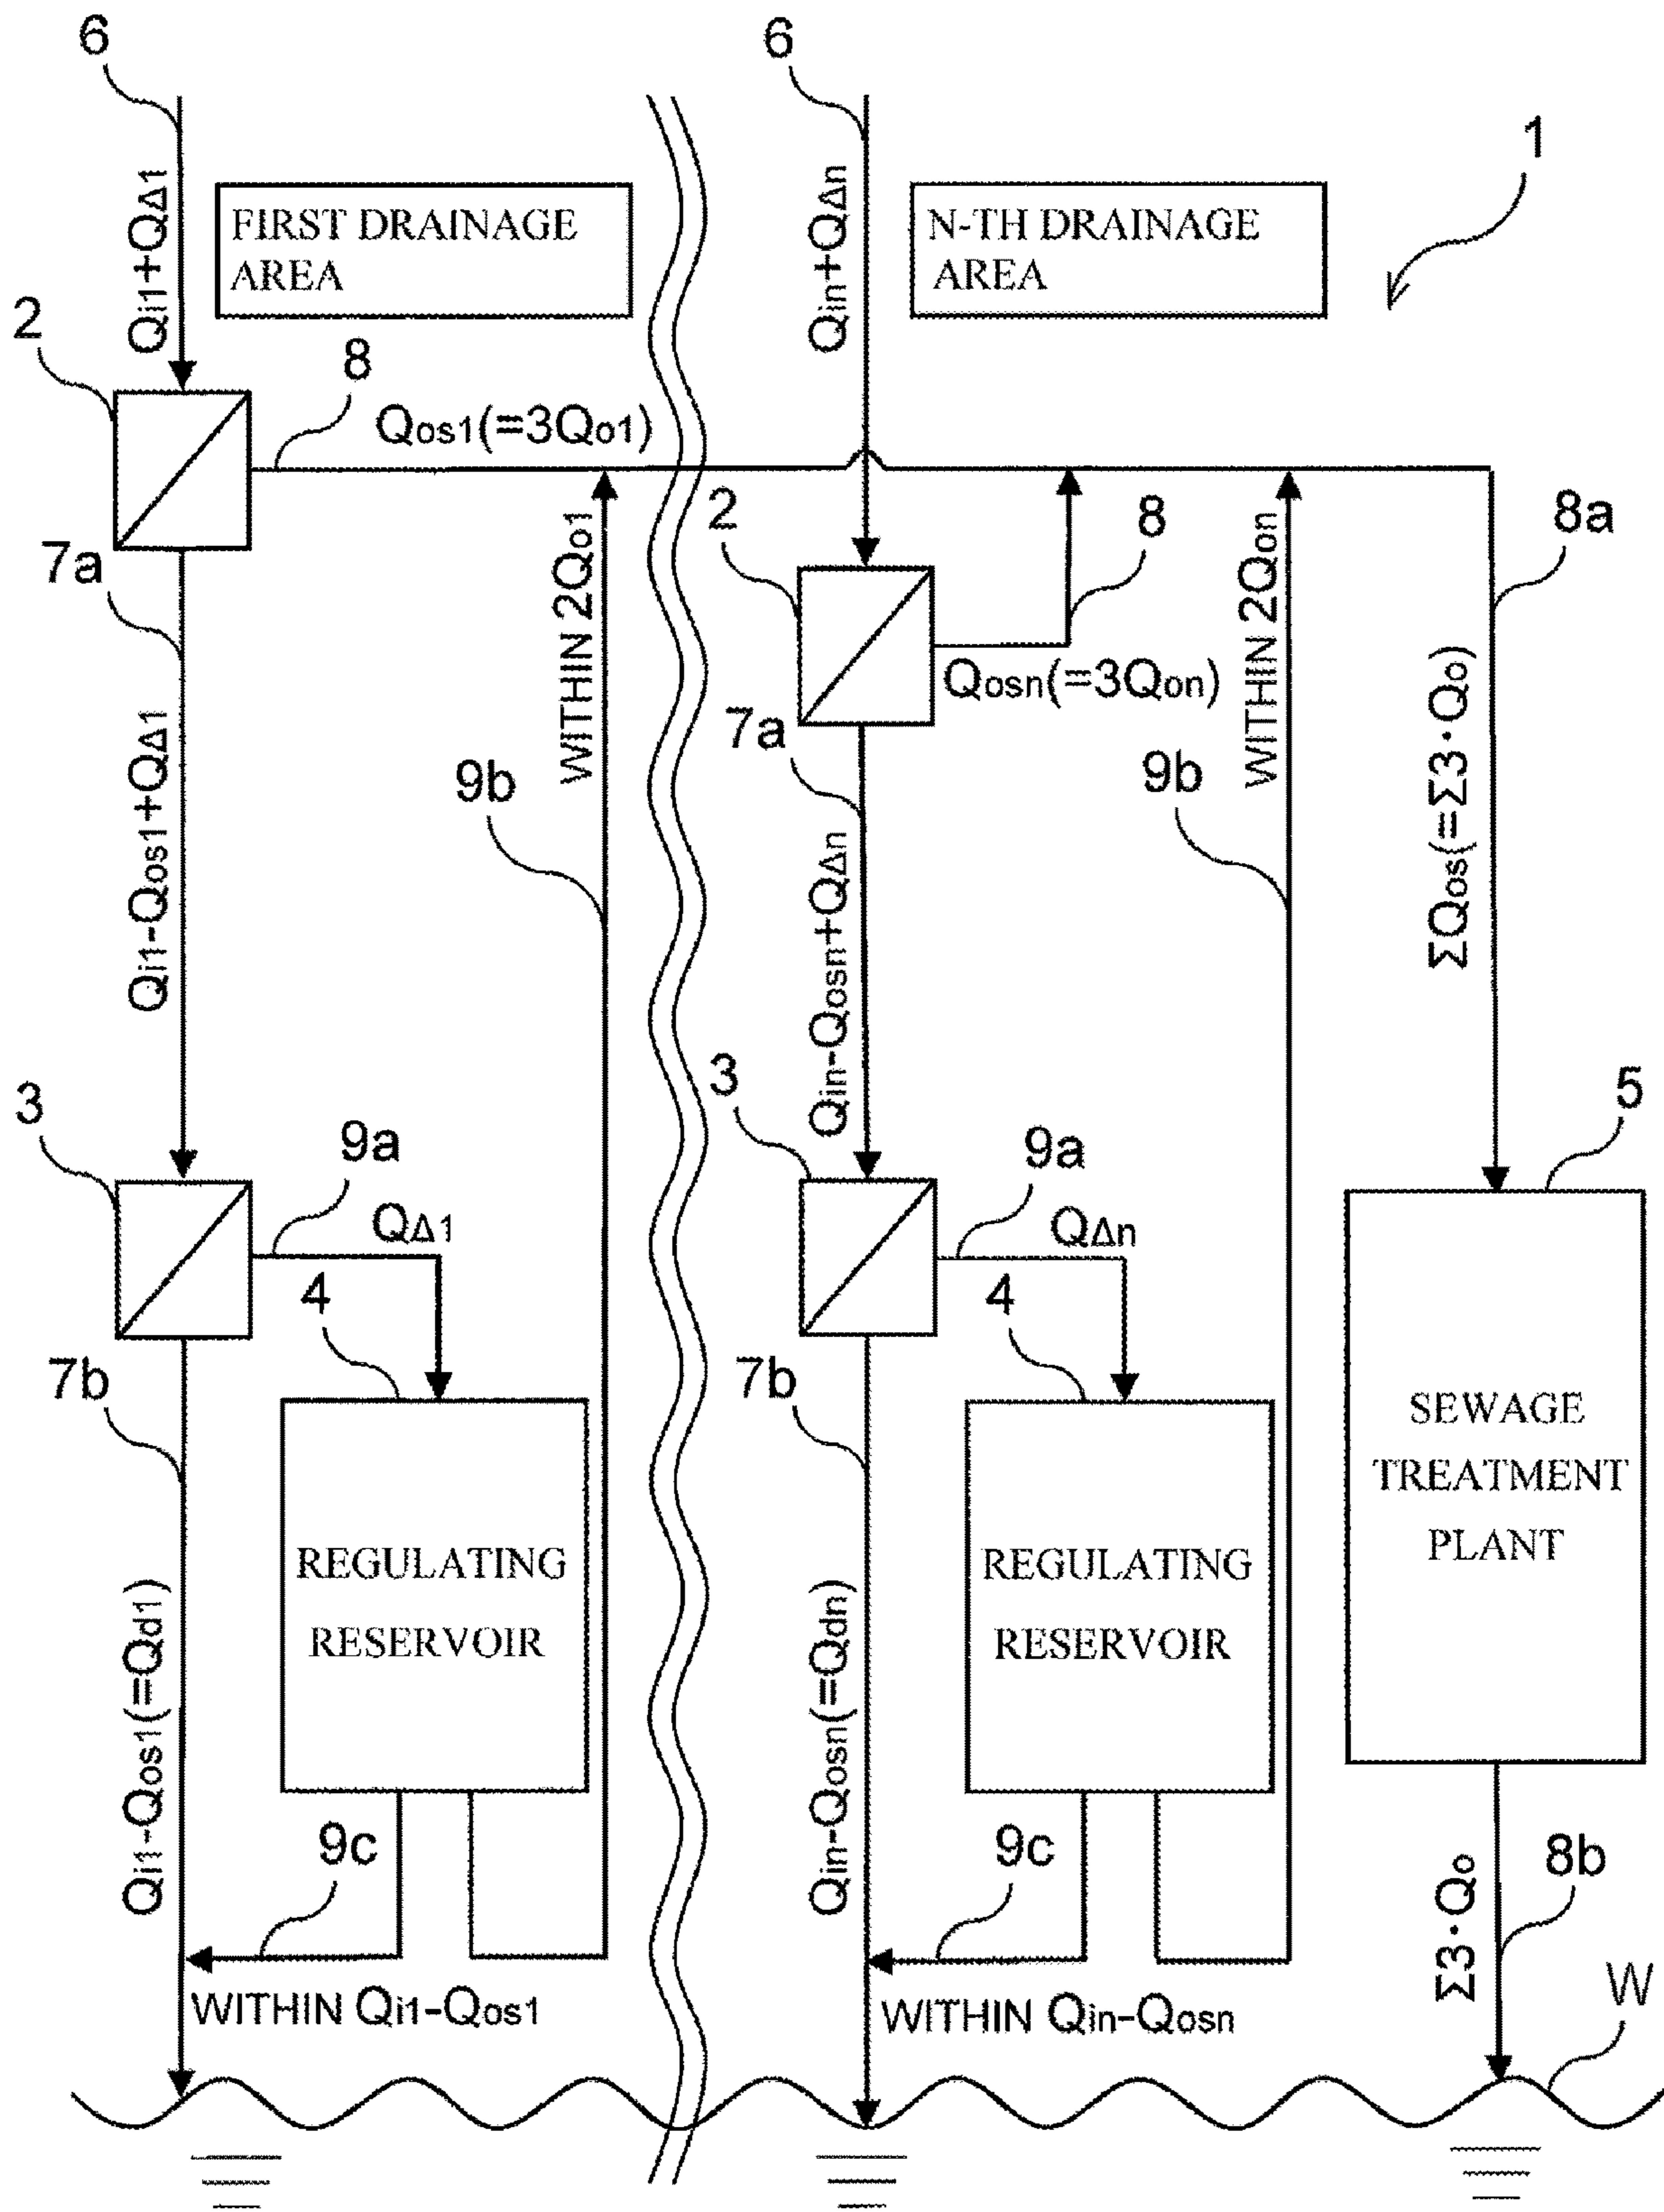 6
6
1
Qi1+QΔ1
FIRST DRAINAGE
AREA
Qin+QΔn
N-TH DRAINAGE
AREA
2
8
Qos1(=3Qo1)
7a
WITHIN 2Qo1
2
8
Qosn(=3Qon)
WITHIN 2Qon
8a
7a
9b
9b
Qi1-Qos1+QΔ1
Qin-Qosn+QΔn
ΣQos(=Σ3·Qo)
3
9a
QΔ1
4
3
9a
QΔn
4
5
7b
7b
REGULATING
RESERVOIR
REGULATING
RESERVOIR
SEWAGE
TREATMENT
PLANT
Qi1-Qos1(=Qd1)
Qin-Qosn(=Qdn)
9c
9c
8b
Σ3·Qo
WITHIN Qi1-Qos1
WITHIN Qin-Qosn
W